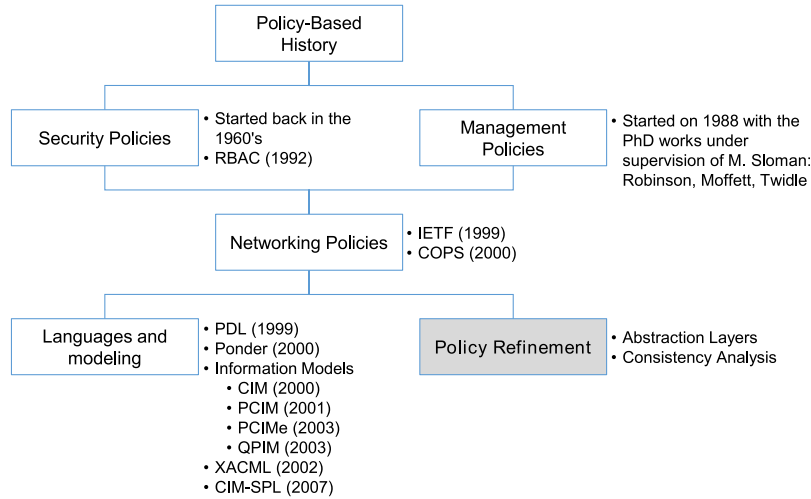 Policy-Based
History
Security Policies
• Started back in the
1960's
• RBAC (1992)
Management
Policies
• Started on 1988 with the
PhD works under
supervision of M. Sloman:
Robinson, Moffett, Twidle
Networking Policies
• IETF (1999)
• COPS (2000)
Languages and
modeling
• PDL (1999)
• Ponder (2000)
• Information Models
• CIM (2000)
• PCIM (2001)
• PCIMe (2003)
• QPIM (2003)
• XACML (2002)
• CIM-SPL (2007)
Policy Refinement
• Abstraction Layers
• Consistency Analysis